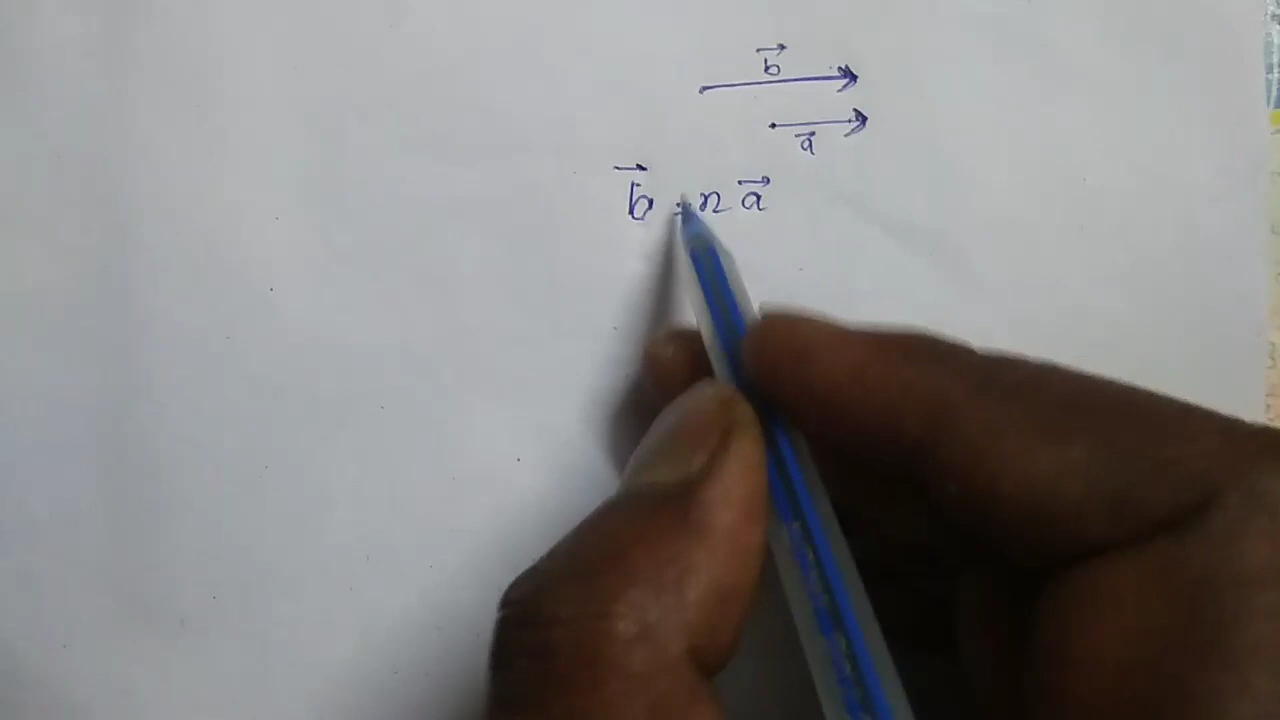 b⃗
a⃗
b⃗ = n a⃗